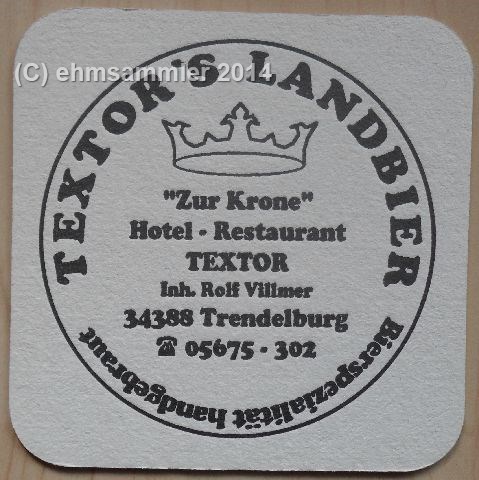 (C) ehmsammler 2014
TEXTOR'S LANDBIER
"Zur Krone"
Hotel - Restaurant
TEXTOR
Inh. Rolf Villmer
34388 Trendelburg
☎ 05675 - 302
Bierspezialität handgebraut